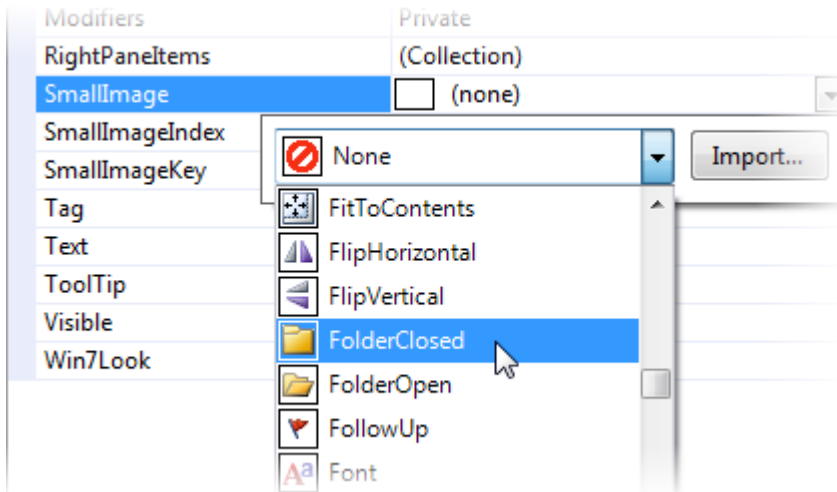 Modifiers Private
RightPaneItems (Collection)
SmallImage (none)
SmallImageIndex
SmallImageKey
Tag
Text
ToolTip
Visible
Win7Look
None Import...
FitToContents
FlipHorizontal
FlipVertical
FolderClosed
FolderOpen
FollowUp
Aa Font